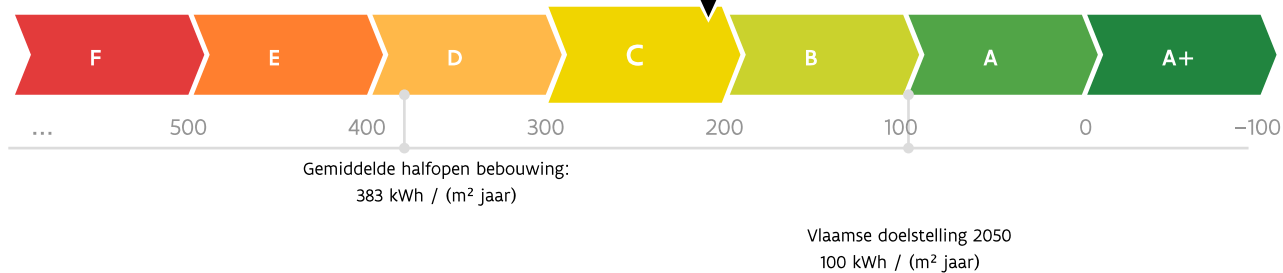 F E D C B A A+
... 500 400 300 200 100 0 −100
Gemiddelde halfopen bebouwing:
383 kWh / (m² jaar)
Vlaamse doelstelling 2050
100 kWh / (m² jaar)